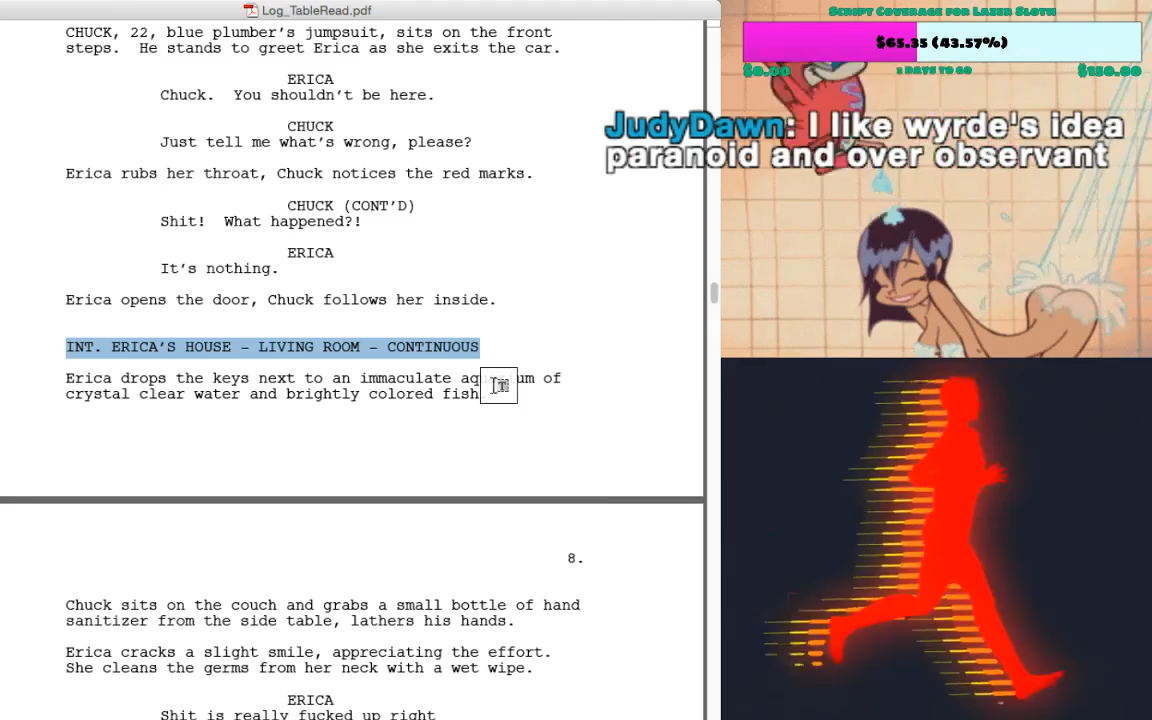 Log_TableRead.pdf
CHUCK, 22, blue plumber's jumpsuit, sits on the front
steps.  He stands to greet Erica as she exits the car.
ERICA
Chuck.  You shouldn't be here.
CHUCK
Just tell me what's wrong, please?
Erica rubs her throat, Chuck notices the red marks.
CHUCK (CONT'D)
Shit!  What happened?!
ERICA
It's nothing.
Erica opens the door, Chuck follows her inside.
INT. ERICA'S HOUSE - LIVING ROOM - CONTINUOUS
Erica drops the keys next to an immaculate aquarium of
crystal clear water and brightly colored fish
8.
Chuck sits on the couch and grabs a small bottle of hand
sanitizer from the side table, lathers his hands.
Erica cracks a slight smile, appreciating the effort.
She cleans the germs from her neck with a wet wipe.
ERICA
Shit is really fucked up right
Script Coverage for Lazer Sloth
$65.35 (43.57%)
$0.00
2 DAYS TO GO
$150.00
JudyDawn: I like wyrde's idea
paranoid and over observant